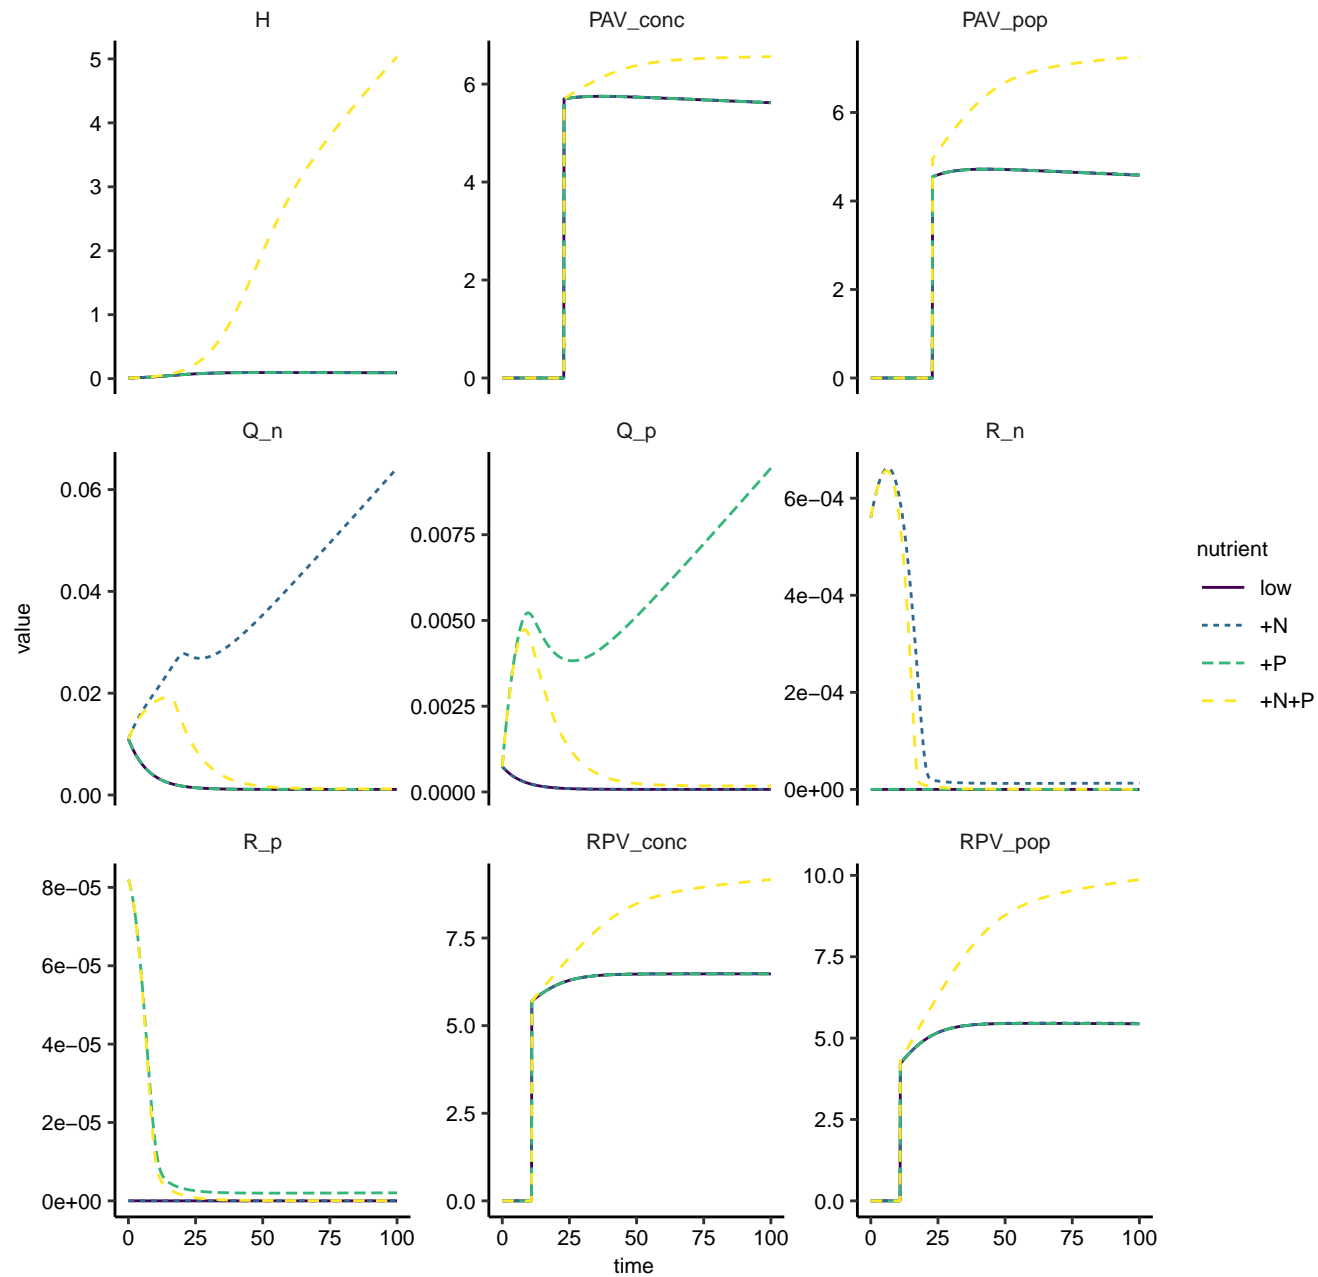 H
PAV_conc
PAV_pop
5
4
3
2
1
0
6
4
2
0
6
4
2
0
Q_n
Q_p
R_n
0.06
0.04
0.02
0.00
0.0075
0.0050
0.0025
0.0000
6e−04
4e−04
2e−04
0e+00
value
nutrient
low
+N
+P
+N+P
R_p
RPV_conc
RPV_pop
8e−05
6e−05
4e−05
2e−05
0e+00
7.5
5.0
2.5
0.0
10.0
7.5
5.0
2.5
0.0
0 25 50 75 100
0 25 50 75 100
0 25 50 75 100
time